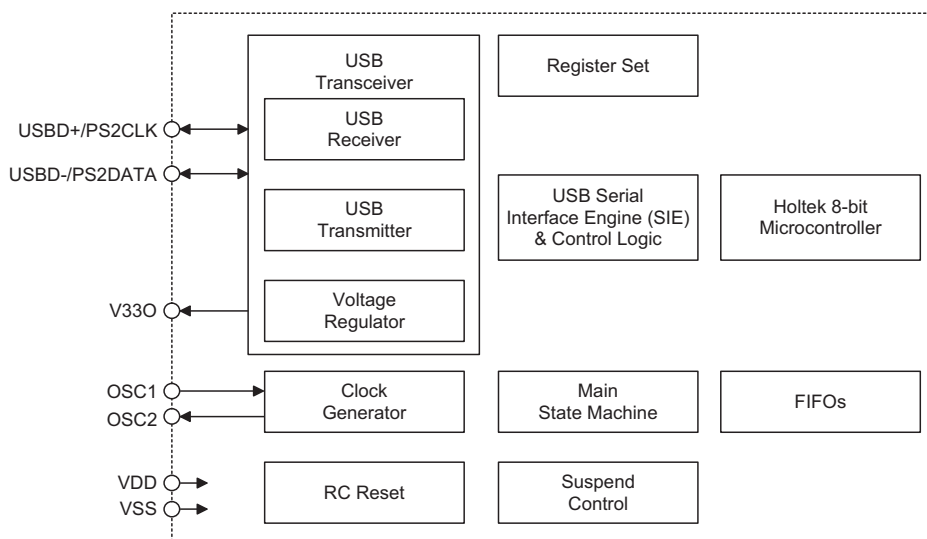 USB
Transceiver
Register Set
USB
Receiver
USBD+/PS2CLK
USBD-/PS2DATA
USB
Transmitter
USB Serial
Interface Engine (SIE)
& Control Logic
Holtek 8-bit
Microcontroller
V33O
Voltage
Regulator
OSC1
OSC2
Clock
Generator
Main
State Machine
FIFOs
VDD
VSS
RC Reset
Suspend
Control